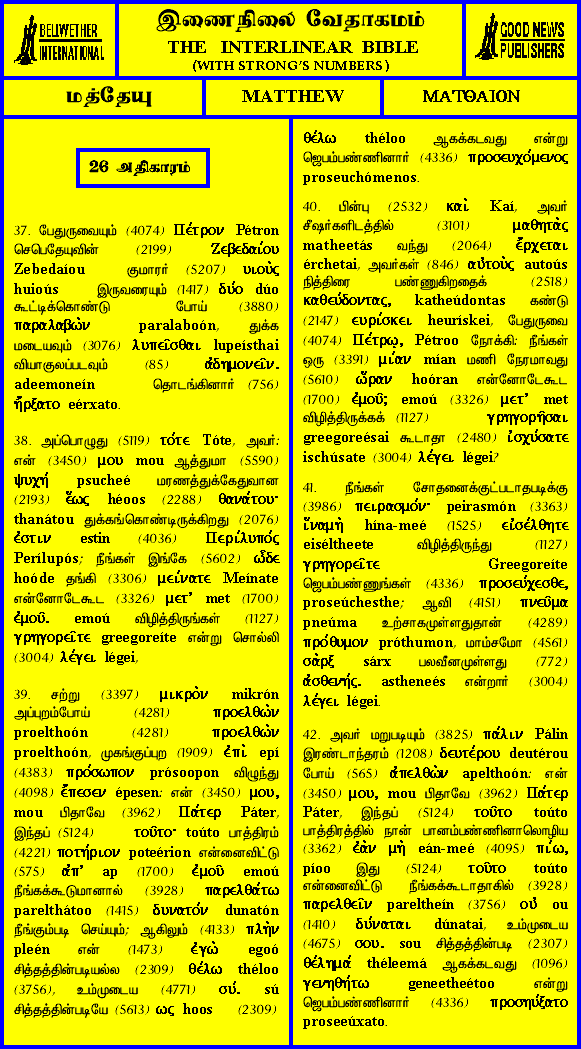 BELLWETHER
INTERNATIONAL
இணைநிலை வேதாகமம்
THE INTERLINEAR BIBLE
(WITH STRONG'S NUMBERS)
GOOD NEWS
PUBLISHERS
மத்தேயு
MATTHEW
ΜΑΤΘΑΙΟΝ
26 அதிகாரம்
37. பேதுருவையும் (4074) Πέτρον Pétron
செபெதேயுவின் (2199) Ζεβεδαίου
Zebedaíou குமாரர் (5207) υιοὺς
huioús இருவரையும் (1417) δύο dúo
கூட்டிக்கொண்டு போய் (3880)
παραλαβὼν paralaboón, துக்க
மடையவும் (3076) λυπεῖσθαι lupeísthai
வியாகுலப்படவும் (85) ἀδημονεῖν.
adeemonein தொடங்கினார் (756)
ἤρξατο eérxato.
38. அப்பொழுது (5119) τότε Tóte, அவர்:
என் (3450) μου mou ஆத்துமா (5590)
ψυχή psucheé மரணத்துக்கேதுவான
(2193) ἕως héoos (2288) θανάτου·
thanátou துக்கங்கொண்டிருக்கிறது (2076)
ἐστιν estin (4036) Περίλυπός
Perílupós; நீங்கள் இங்கே (5602) ὧδε
hoóde தங்கி (3306) μείνατε Meínate
என்னோடேகூட (3326) μετ' met (1700)
ἐμοῦ. emoú விழித்திருங்கள் (1127)
γρηγορεῖτε greegoreíte என்று சொல்லி
(3004) λέγει légei,
39. சற்று (3397) μικρὸν mikrón
அப்புறம்போய் (4281) προελθὼν
proelthoón (4281) προελθὼν
proelthoón, முகங்குப்புற (1909) ἐπὶ epí
(4383) πρόσωπον prósoopon விழுந்து
(4098) ἔπεσεν épesen: என் (3450) μου,
mou பிதாவே (3962) Πάτερ Páter,
இந்தப் (5124) τοῦτο· toúto பாத்திரம்
(4221) ποτήριον poteérion என்னைவிட்டு
(575) ἀπ' ap (1700) ἐμοῦ emoú
நீங்கக்கூடுமானால் (3928) παρελθάτω
parelthátoo (1415) δυνατόν dunatón
நீங்கும்படி செய்யும்; ஆகிலும் (4133) πλὴν
pleén என் (1473) ἐγὼ egoó
சித்தத்தின்படியல்ல (2309) θέλω théloo
(3756), உம்முடைய (4771) σύ. sú
சித்தத்தின்படியே (5613) ως hoos (2309)
θέλω théloo ஆகக்கடவது என்று
ஜெபம்பண்ணினார் (4336) προσευχόμενος
proseuchómenos.
40. பின்பு (2532) καὶ Kaí, அவர்
சீஷர்களிடத்தில் (3101) μαθητὰς
matheetás வந்து (2064) ἔρχεται
érchetai, அவர்கள் (846) αὐτοὺς autoús
நித்திரை பண்ணுகிறதைக் (2518)
καθεύδοντας, katheúdontas கண்டு
(2147) ευρίσκει heurískei, பேதுருவை
(4074) Πέτρῳ, Pétroo நோக்கி: நீங்கள்
ஒரு (3391) μίαν mían மணி நேரமாவது
(5610) ὥραν hoóran என்னோடேகூட
(1700) ἐμοῦ; emoú (3326) μετ' met
விழித்திருக்கக் (1127) γρηγορῆσαι
greegoreésai கூடாதா (2480) ἰσχύσατε
ischúsate (3004) λέγει légei?
41. நீங்கள் சோதனைக்குட்படாதபடிக்கு
(3986) πειρασμόν· peirasmón (3363)
ἵναμὴ hína-meé (1525) εἰσέλθητε
eiséltheete விழித்திருந்து (1127)
γρηγορεῖτε Greegoreíte
ஜெபம்பண்ணுங்கள் (4336) προσεύχεσθε,
proseúchesthe; ஆவி (4151) πνεῦμα
pneúma உற்சாகமுள்ளதுதான் (4289)
πρόθυμον próthumon, மாம்சமோ (4561)
σὰρξ sárx பலவீனமுள்ளது (772)
ἀσθενής. astheneés என்றார் (3004)
λέγει légei.
42. அவர் மறுபடியும் (3825) πάλιν Pálin
இரண்டாந்தரம் (1208) δευτέρου deutérou
போய் (565) ἀπελθὼν apelthoón: என்
(3450) μου, mou பிதாவே (3962) Πάτερ
Páter, இந்தப் (5124) τοῦτο toúto
பாத்திரத்தில் நான் பானம்பண்ணினாலொழிய
(3362) ἐὰν μὴ eán-meé (4095) πίω,
píoo இது (5124) τοῦτο toúto
என்னைவிட்டு நீங்கக்கூடாதாகில் (3928)
παρελθεῖν pareltheín (3756) οὐ ou
(1410) δύναται dúnatai, உம்முடைய
(4675) σου. sou சித்தத்தின்படி (2307)
θέλημά théleemá ஆகக்கடவது (1096)
γενηθήτω geneetheétoo என்று
ஜெபம்பண்ணினார் (4336) προσηύξατο
proseeúxato.